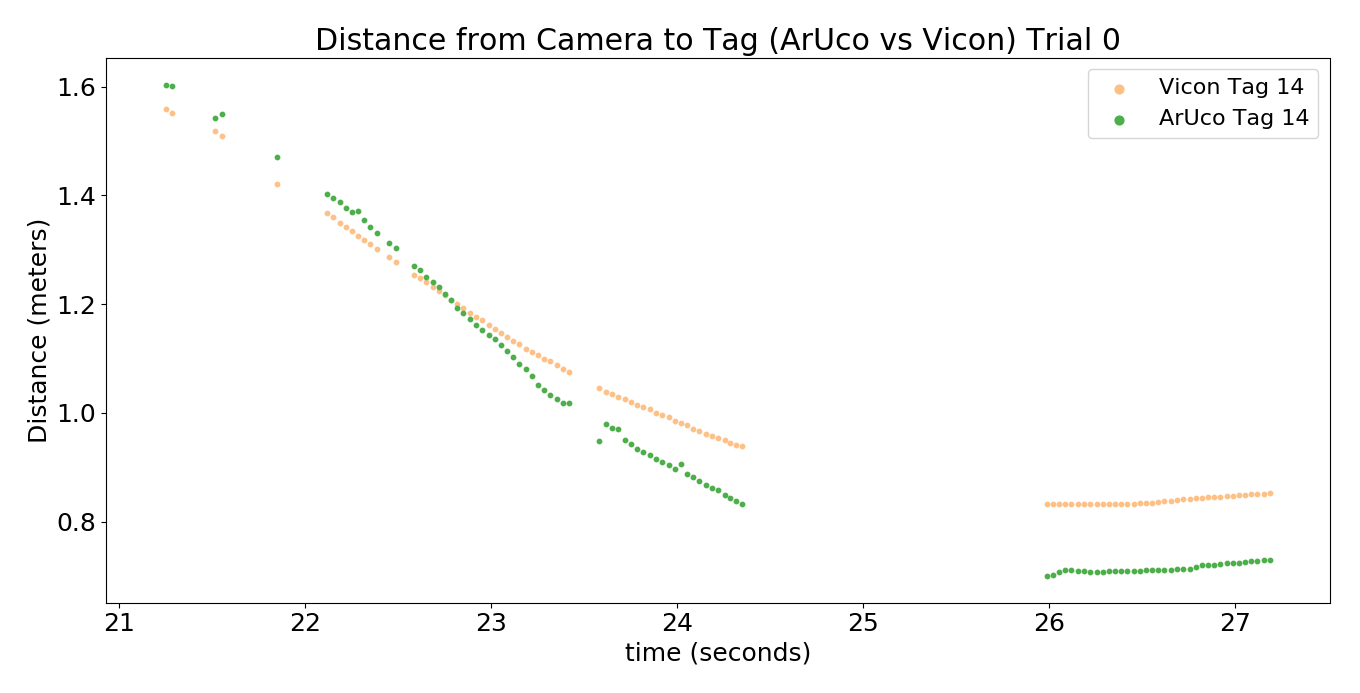 Distance from Camera to Tag (ArUco vs Vicon) Trial 0
Vicon Tag 14
ArUco Tag 14
Distance (meters)
1.6
1.4
1.2
1.0
0.8
21 22 23 24 25 26 27
time (seconds)